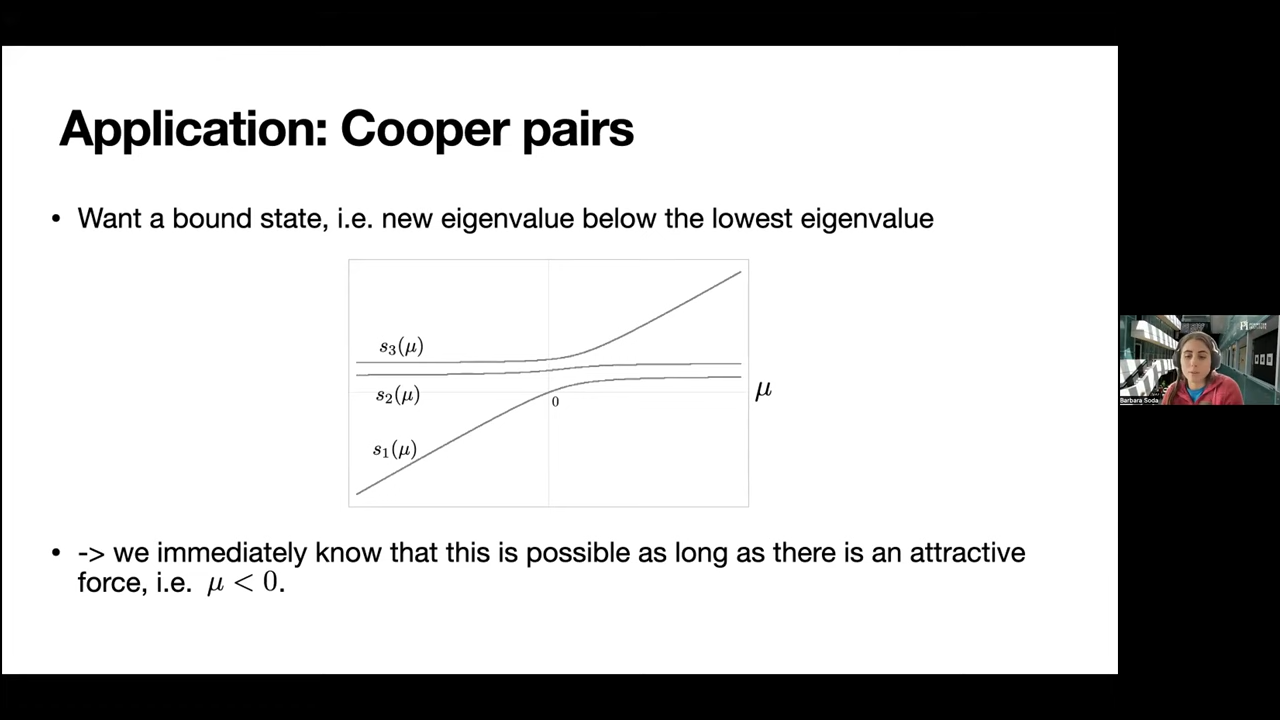 Application: Cooper pairs
• Want a bound state, i.e. new eigenvalue below the lowest eigenvalue
s₃(μ)
s₂(μ)
0
μ
s₁(μ)
• -> we immediately know that this is possible as long as there is an attractive
force, i.e. μ < 0.
Barbara Soda